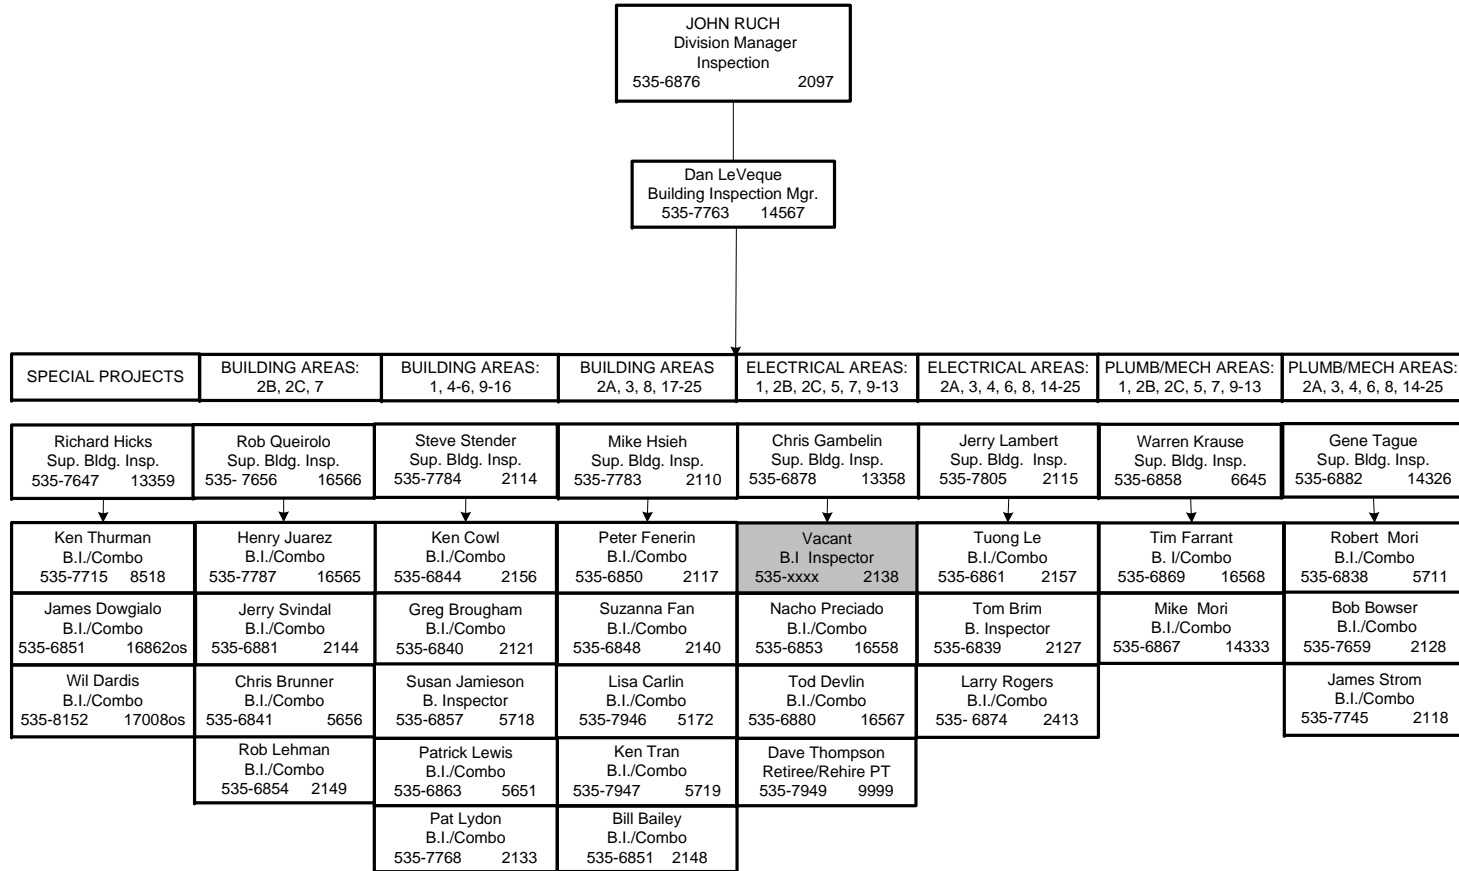 JOHN RUCH
Division Manager
Inspection
535-6876 2097
Dan LeVeque
Building Inspection Mgr.
535-7763 14567
SPECIAL PROJECTS
BUILDING AREAS:
2B, 2C, 7
BUILDING AREAS:
1, 4-6, 9-16
BUILDING AREAS
2A, 3, 8, 17-25
ELECTRICAL AREAS:
1, 2B, 2C, 5, 7, 9-13
ELECTRICAL AREAS:
2A, 3, 4, 6, 8, 14-25
PLUMB/MECH AREAS:
1, 2B, 2C, 5, 7, 9-13
PLUMB/MECH AREAS:
2A, 3, 4, 6, 8, 14-25
Richard Hicks
Sup. Bldg. Insp.
535-7647 13359
Rob Queirolo
Sup. Bldg. Insp.
535- 7656 16566
Steve Stender
Sup. Bldg. Insp.
535-7784 2114
Mike Hsieh
Sup. Bldg. Insp.
535-7783 2110
Chris Gambelin
Sup. Bldg. Insp.
535-6878 13358
Jerry Lambert
Sup. Bldg. Insp.
535-7805 2115
Warren Krause
Sup. Bldg. Insp.
535-6858 6645
Gene Tague
Sup. Bldg. Insp.
535-6882 14326
Ken Thurman
B.I./Combo
535-7715 8518
Henry Juarez
B.I./Combo
535-7787 16565
Ken Cowl
B.I./Combo
535-6844 2156
Peter Fenerin
B.I./Combo
535-6850 2117
Vacant
B.I Inspector
535-xxxx 2138
Tuong Le
B.I./Combo
535-6861 2157
Tim Farrant
B. I/Combo
535-6869 16568
Robert Mori
B.I./Combo
535-6838 5711
James Dowgialo
B.I./Combo
535-6851 16862os
Jerry Svindal
B.I./Combo
535-6881 2144
Greg Brougham
B.I./Combo
535-6840 2121
Suzanna Fan
B.I./Combo
535-6848 2140
Nacho Preciado
B.I./Combo
535-6853 16558
Tom Brim
B. Inspector
535-6839 2127
Mike Mori
B.I./Combo
535-6867 14333
Bob Bowser
B.I./Combo
535-7659 2128
Wil Dardis
B.I./Combo
535-8152 17008os
Chris Brunner
B.I./Combo
535-6841 5656
Susan Jamieson
B. Inspector
535-6857 5718
Lisa Carlin
B.I./Combo
535-7946 5172
Tod Devlin
B.I./Combo
535-6880 16567
Larry Rogers
B.I./Combo
535- 6874 2413
James Strom
B.I./Combo
535-7745 2118
Rob Lehman
B.I./Combo
535-6854 2149
Patrick Lewis
B.I./Combo
535-6863 5651
Ken Tran
B.I./Combo
535-7947 5719
Dave Thompson
Retiree/Rehire PT
535-7949 9999
Pat Lydon
B.I./Combo
535-7768 2133
Bill Bailey
B.I./Combo
535-6851 2148